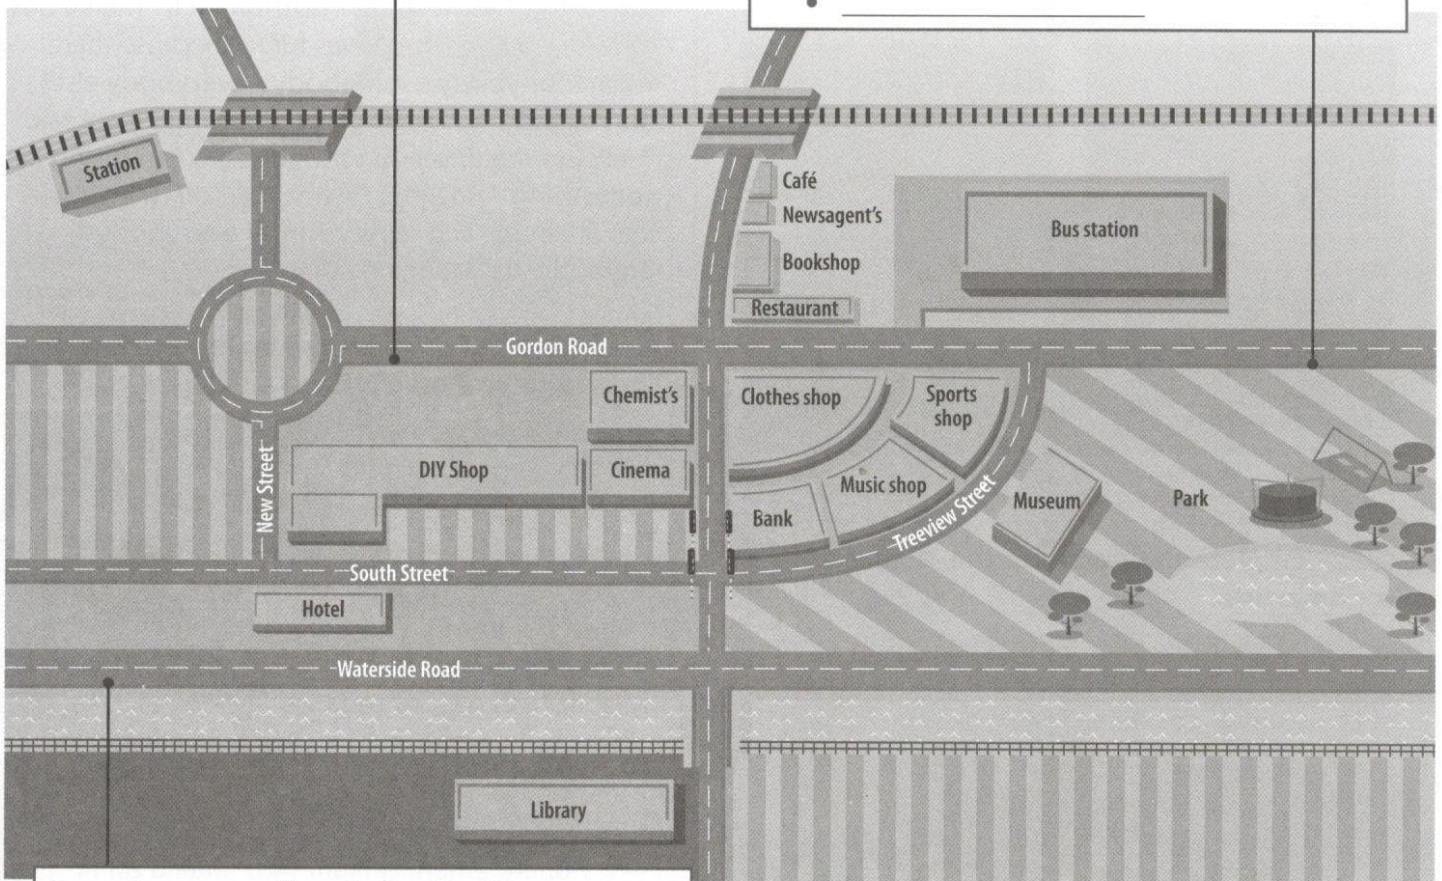 Station
Café
Newsagent's
Bookshop
Restaurant
Bus station
Gordon Road
Chemist's
Clothes shop
Sports
shop
DIY Shop
Cinema
Music shop
Bank
New Street
Treeview Street
Museum
Park
South Street
Hotel
Waterside Road
Library